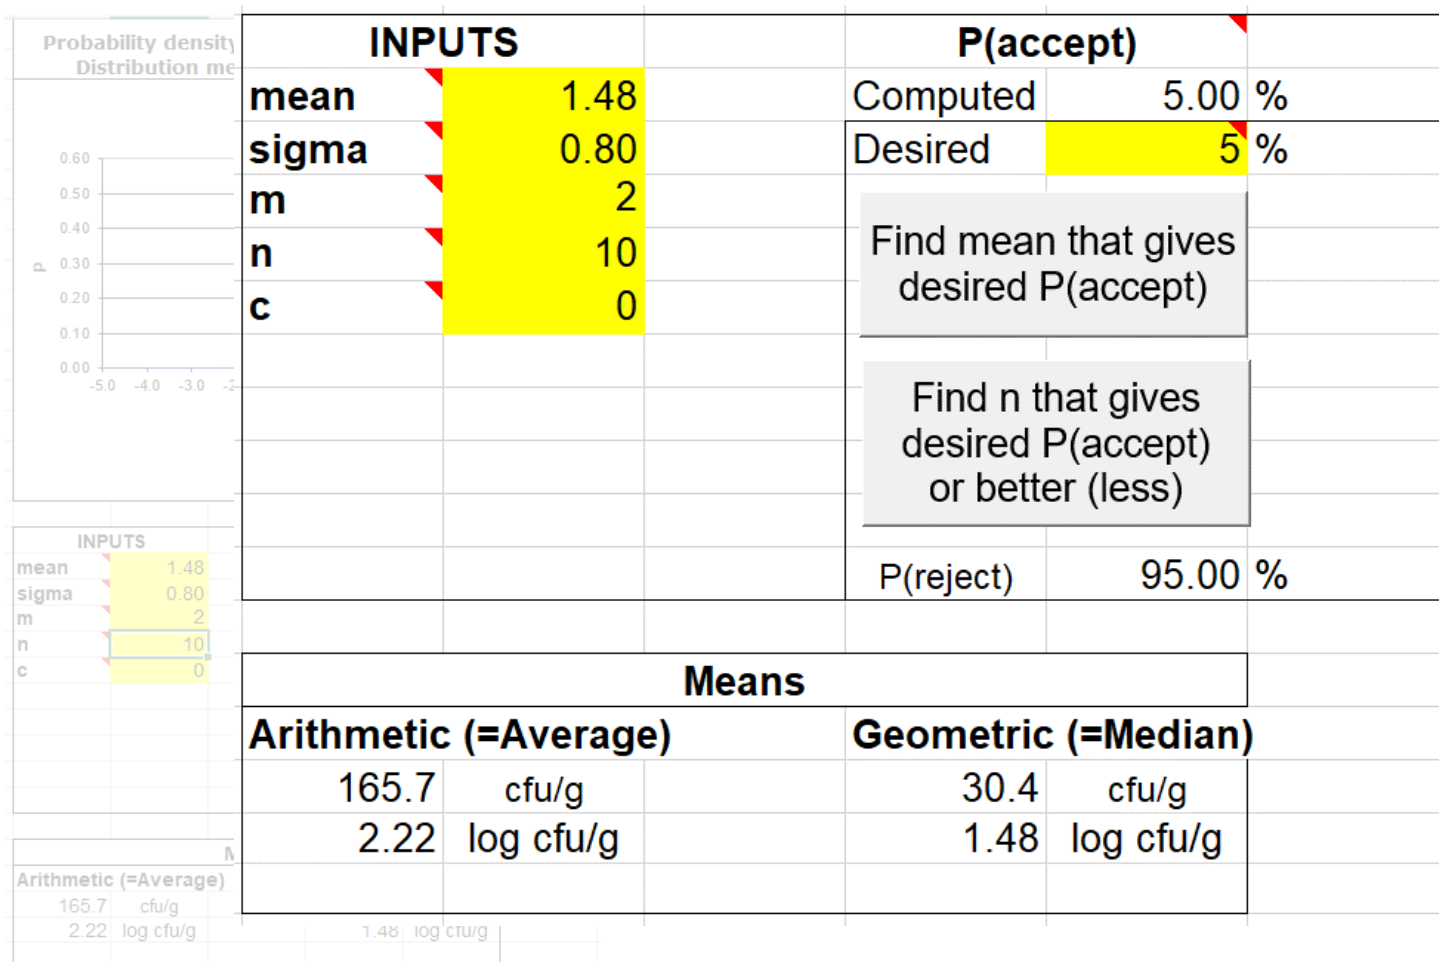 Probability density
Distribution me
0.60
0.50
0.40
P 0.30
0.20
0.10
0.00
-5.0 -4.0 -3.0 -2
INPUTS
mean 1.48
sigma 0.80
m 2
n 10
c 0
Arithmetic (=Average)
165.7 cfu/g
2.22 log cfu/g 1.48 log cfu/g
INPUTS P(accept)
mean 1.48 Computed 5.00 %
sigma 0.80 Desired 5 %
m 2
n 10
c 0
Find mean that gives
desired P(accept)
Find n that gives
desired P(accept)
or better (less)
P(reject) 95.00 %
Means
Arithmetic (=Average) Geometric (=Median)
165.7 cfu/g 30.4 cfu/g
2.22 log cfu/g 1.48 log cfu/g